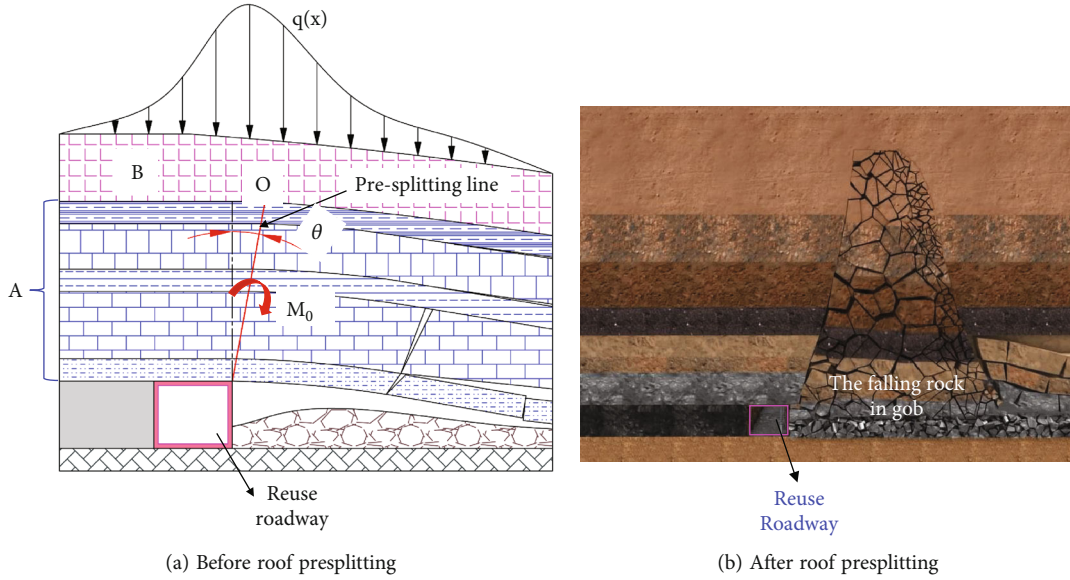 q(x)
B
O
Pre-splitting line
θ
A
M₀
Reuse
roadway
(a) Before roof presplitting
The falling rock
in gob
Reuse
Roadway
(b) After roof presplitting